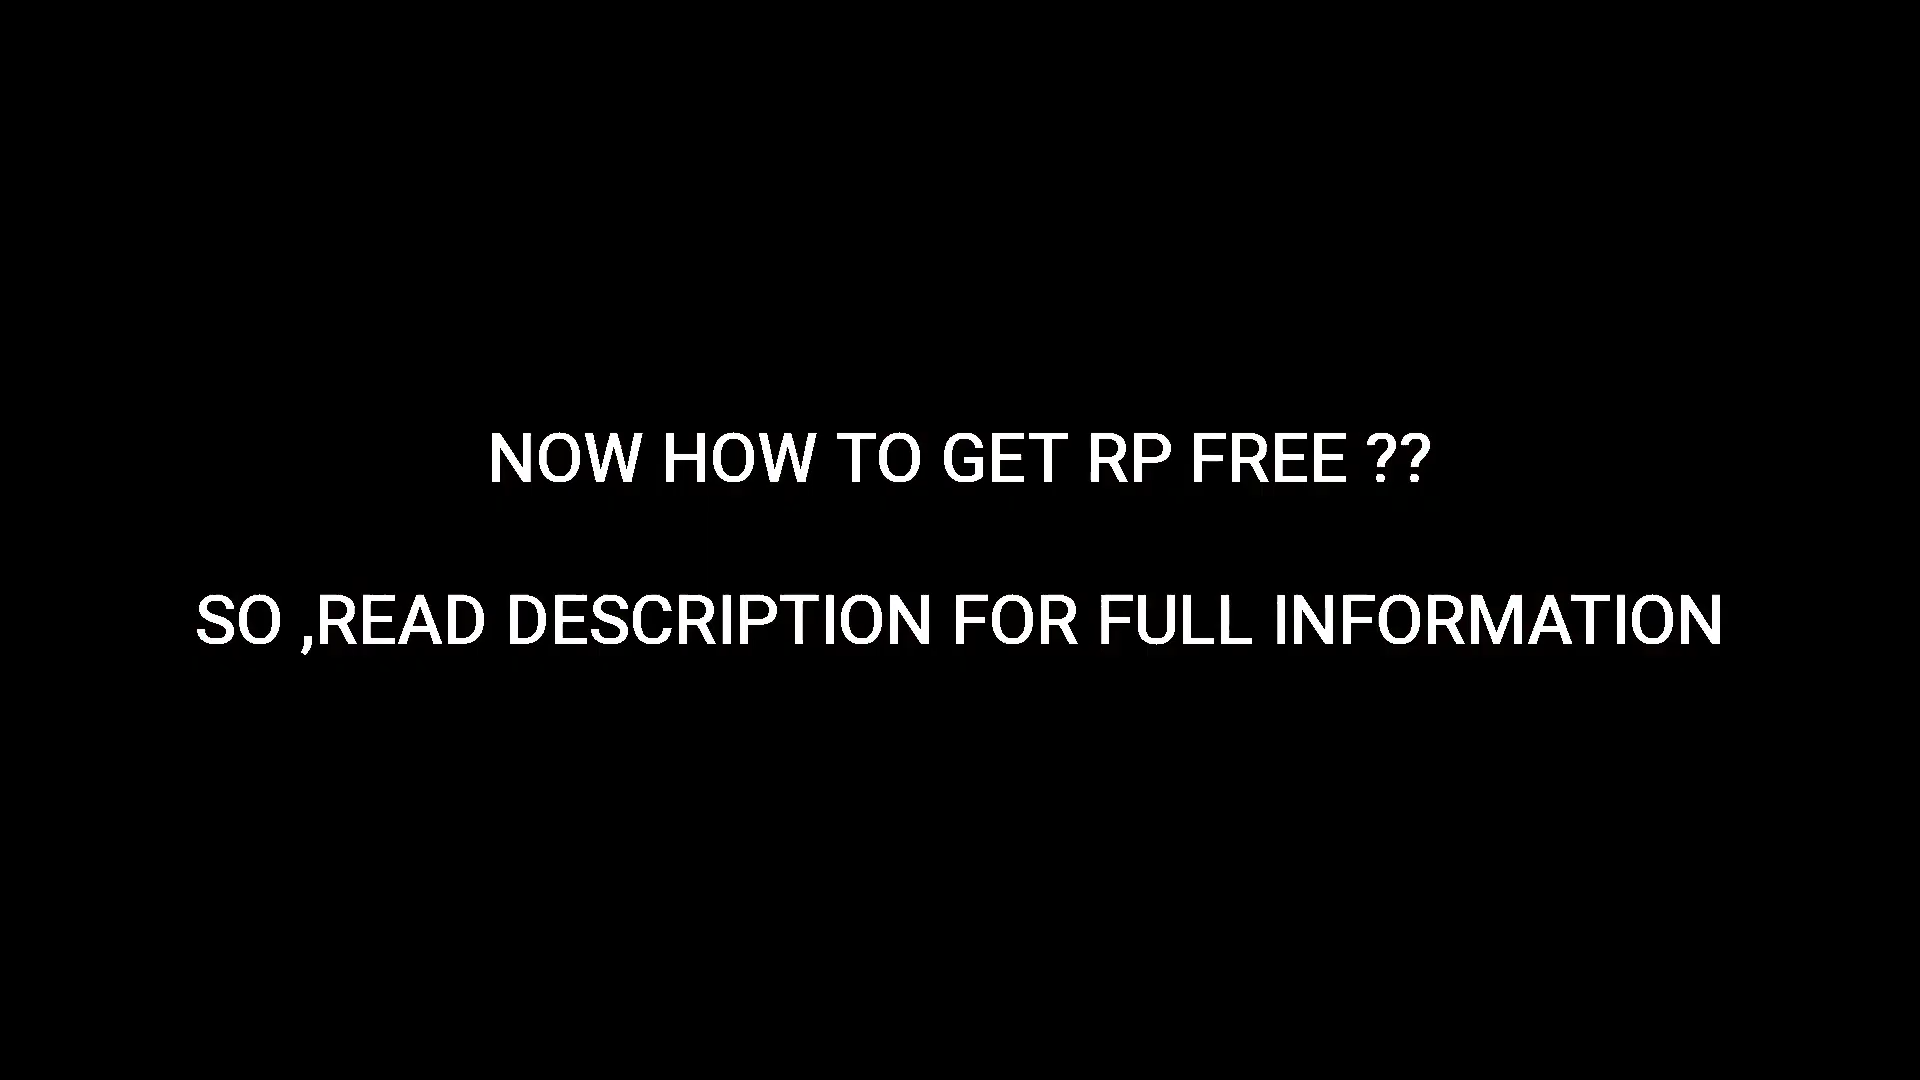 NOW HOW TO GET RP FREE ??
SO ,READ DESCRIPTION FOR FULL INFORMATION